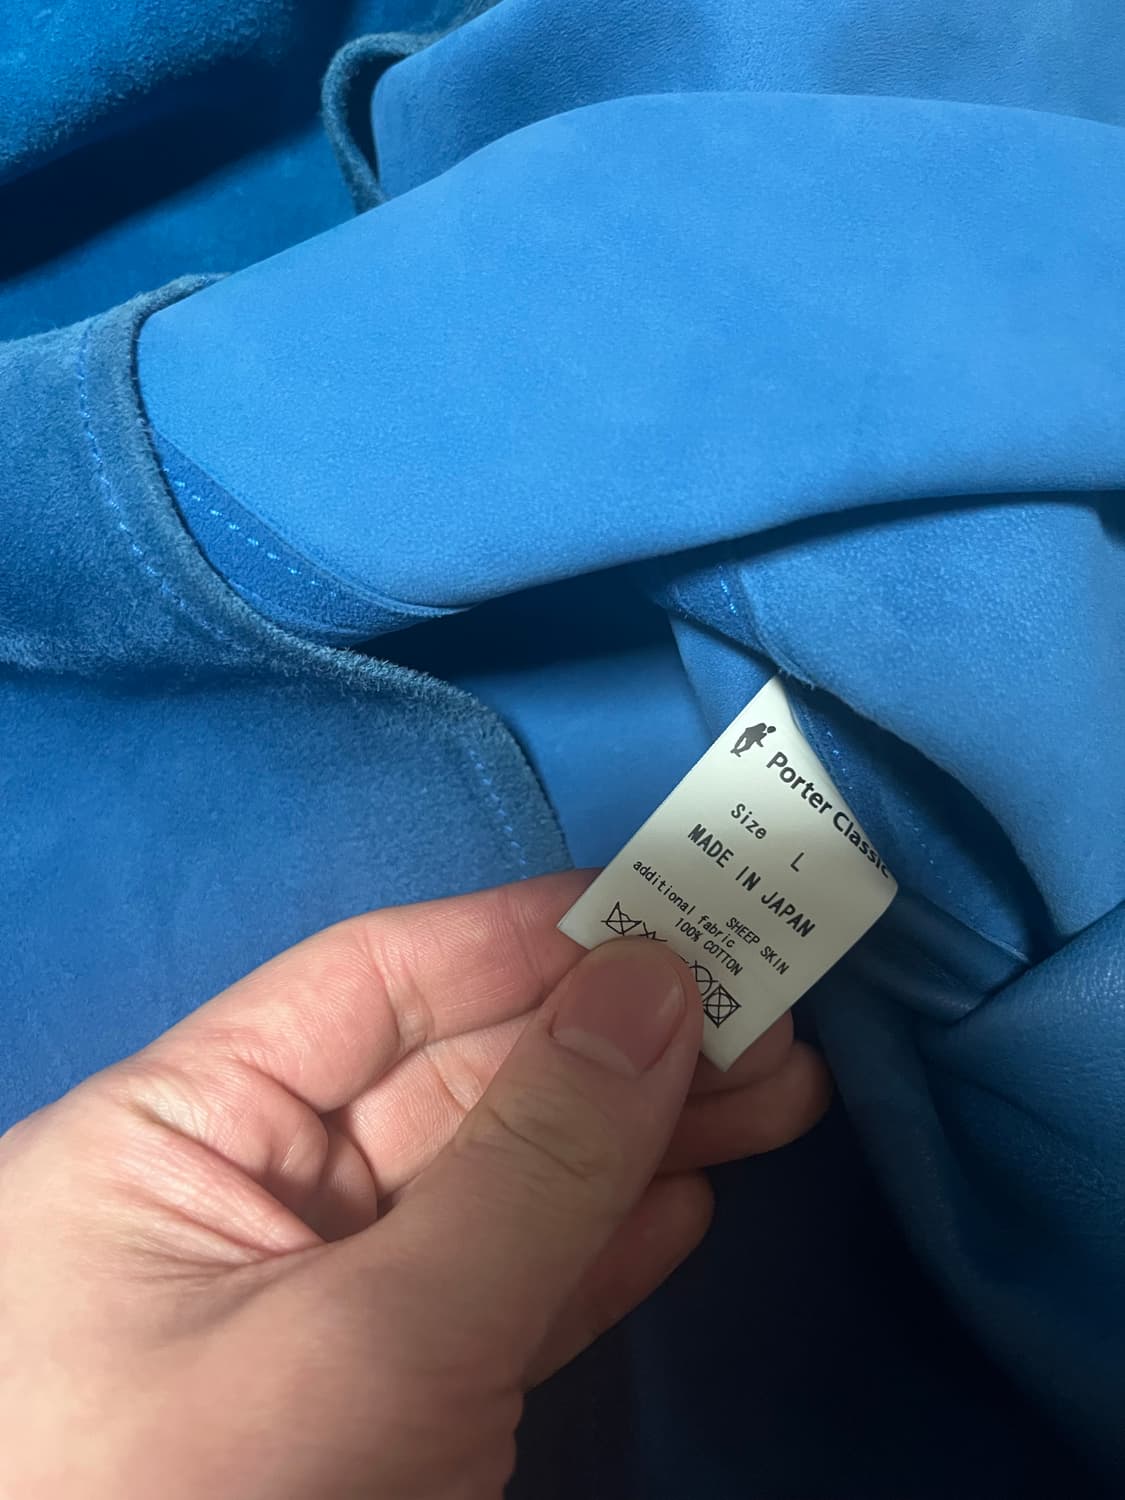 Porter Classic
Size L
MADE IN JAPAN
SHEEP SKIN
additional fabric
100% COTTON